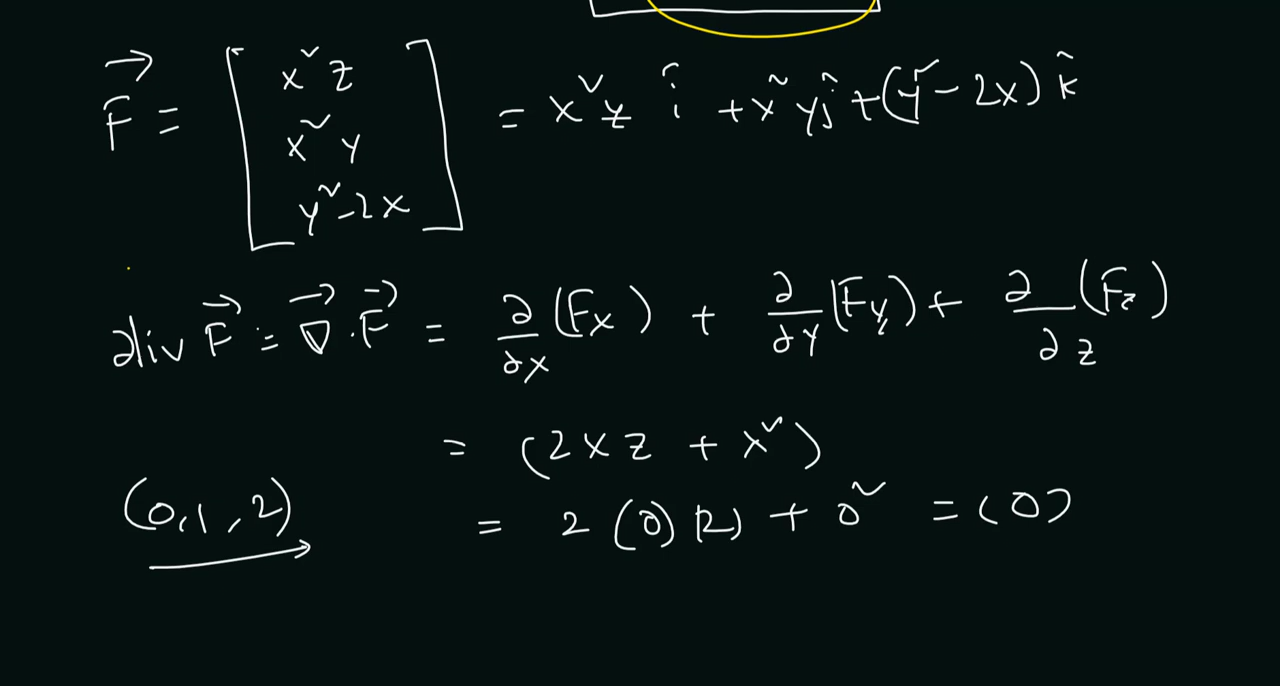 F⃗ = [ x² z
x² y
y² - 2x ] = x² z î + x² y ĵ + (y² - 2x) k̂
div F⃗ = ∇⃗ · F⃗ = ∂/∂x (Fx) + ∂/∂y (Fy) + ∂/∂z (Fz)
= (2xz + x²)
(0,1,2) = 2 (0) (2) + 0² = (0)